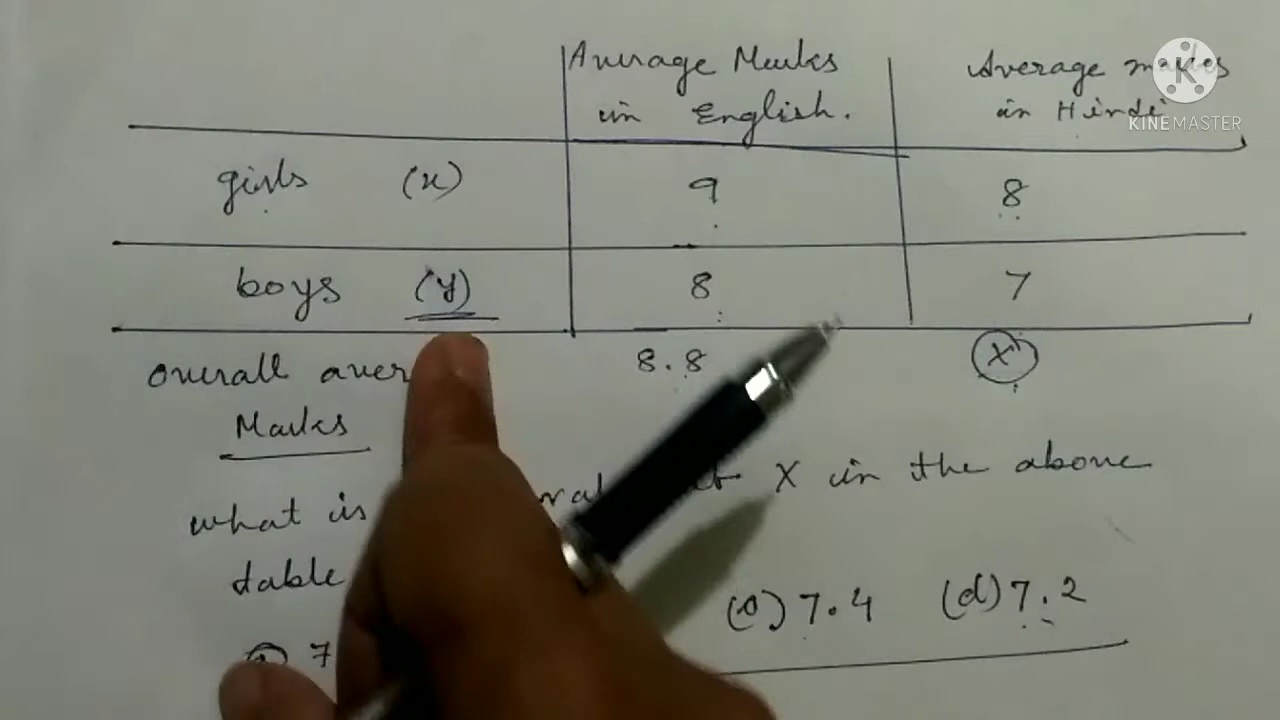 Average Marks in English. Average marks in Hindi
KINEMASTER
girls (x) 9 8
boys (y) 8 7
overall 8.8 X
Marks
what is X in the above
table
(a) 7 (c) 7.4 (d) 7.2